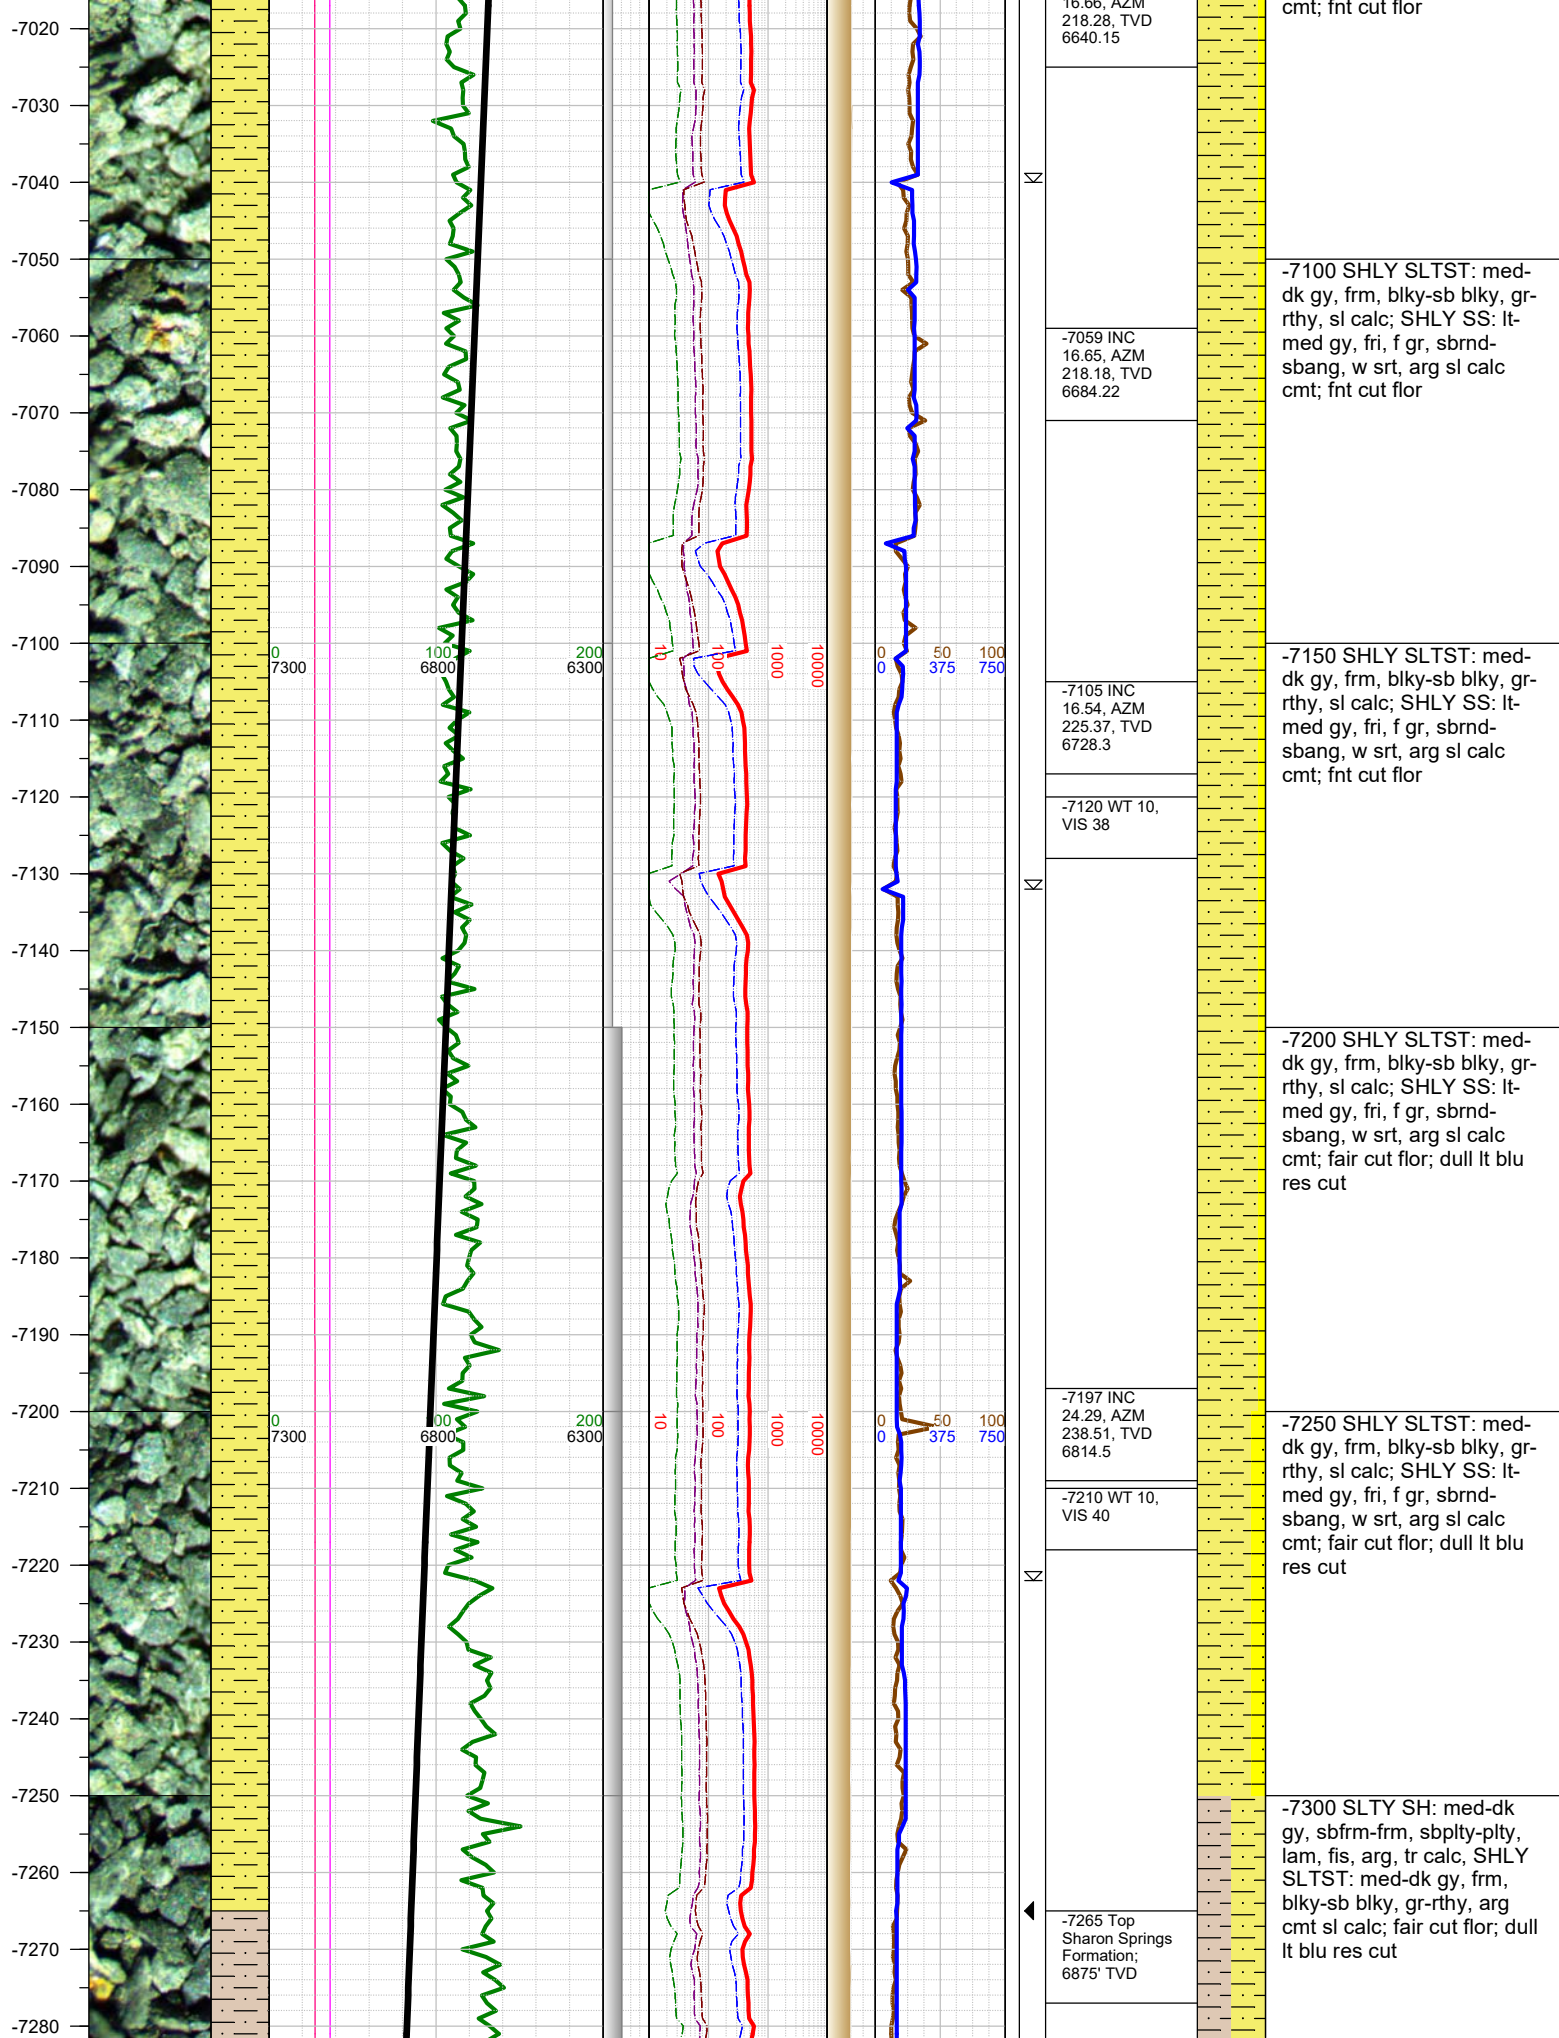 16.66, AZM
218.28, TVD
6640.15
cmt; fnt cut flor
-7020
-7030
-7040
-7050
-7100 SHLY SLTST: med-
dk gy, frm, blky-sb blky, gr-
rthy, sl calc; SHLY SS: lt-
med gy, fri, f gr, sbrnd-
sbang, w srt, arg sl calc
cmt; fnt cut flor
-7059 INC
16.65, AZM
218.18, TVD
6684.22
-7060
-7070
-7080
-7090
-7100
0 100 200
7300 6800 6300
10 100 1000 10000
0 50 100
0 375 750
-7150 SHLY SLTST: med-
dk gy, frm, blky-sb blky, gr-
rthy, sl calc; SHLY SS: lt-
med gy, fri, f gr, sbrnd-
sbang, w srt, arg sl calc
cmt; fnt cut flor
-7105 INC
16.54, AZM
225.37, TVD
6728.3
-7110
-7120
-7120 WT 10,
VIS 38
-7130
-7140
-7150
-7200 SHLY SLTST: med-
dk gy, frm, blky-sb blky, gr-
rthy, sl calc; SHLY SS: lt-
med gy, fri, f gr, sbrnd-
sbang, w srt, arg sl calc
cmt; fair cut flor; dull lt blu
res cut
-7160
-7170
-7180
-7190
-7197 INC
24.29, AZM
238.51, TVD
6814.5
-7200
0 00 200
7300 6800 6300
10 100 1000 10000
0 50 100
0 375 750
-7250 SHLY SLTST: med-
dk gy, frm, blky-sb blky, gr-
rthy, sl calc; SHLY SS: lt-
med gy, fri, f gr, sbrnd-
sbang, w srt, arg sl calc
cmt; fair cut flor; dull lt blu
res cut
-7210
-7210 WT 10,
VIS 40
-7220
-7230
-7240
-7250
-7300 SLTY SH: med-dk
gy, sbfrm-frm, sbplty-plty,
lam, fis, arg, tr calc, SHLY
SLTST: med-dk gy, frm,
blky-sb blky, gr-rthy, arg
cmt sl calc; fair cut flor; dull
lt blu res cut
-7260
-7265 Top
Sharon Springs
Formation;
6875' TVD
-7270
-7280